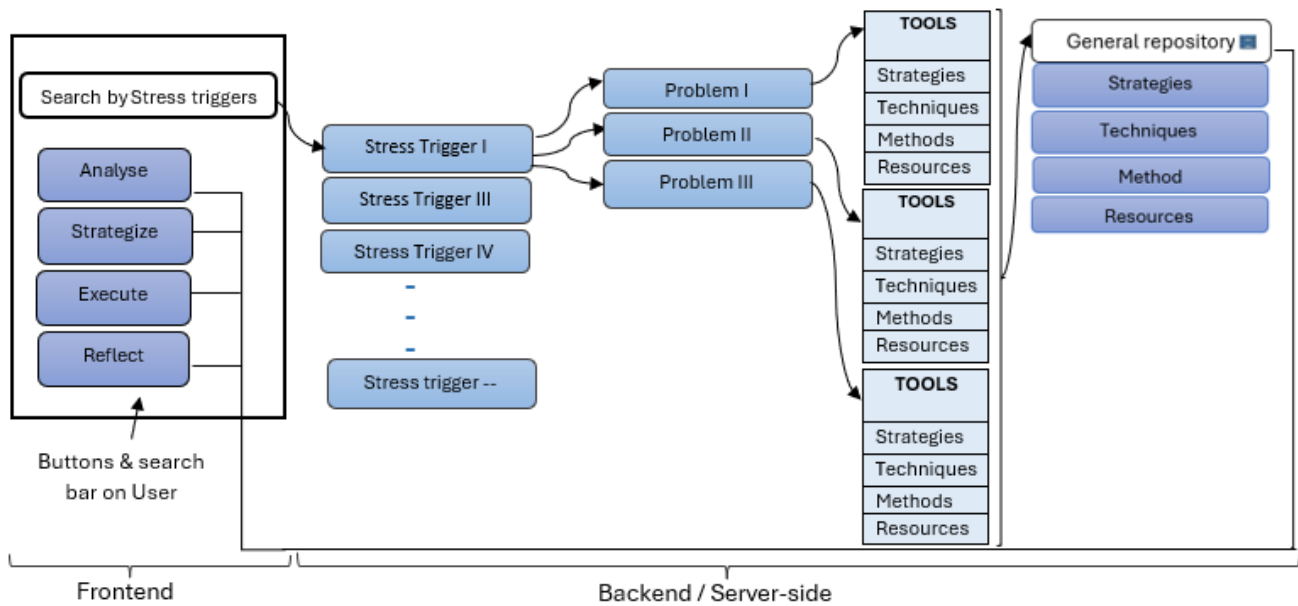 Search by Stress triggers
Analyse
Strategize
Execute
Reflect
Buttons & search
bar on User
Stress Trigger I
Stress Trigger III
Stress Trigger IV
-
-
-
Stress trigger --
Problem I
Problem II
Problem III
TOOLS
Strategies
Techniques
Methods
Resources
TOOLS
Strategies
Techniques
Methods
Resources
TOOLS
Strategies
Techniques
Methods
Resources
General repository
Strategies
Techniques
Method
Resources
Frontend
Backend / Server-side